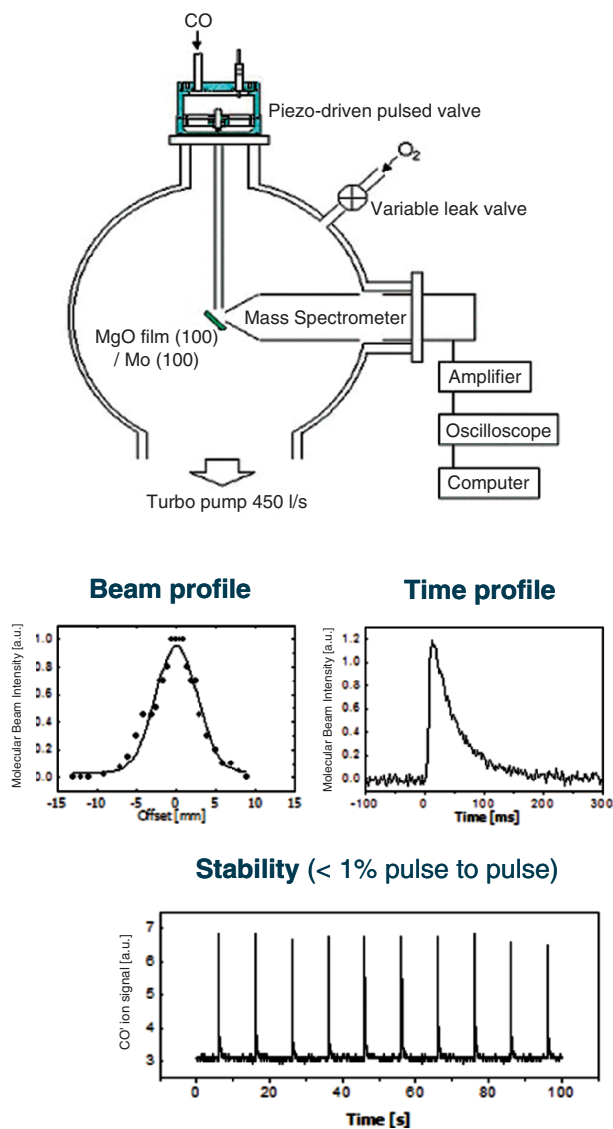 CO
Piezo-driven pulsed valve
O₂
Variable leak valve
Mass Spectrometer
MgO film (100)
/ Mo (100)
Amplifier
Oscilloscope
Computer
Turbo pump 450 l/s
Beam profile
Molecular Beam Intensity [a.u.]
1.0
0.8
0.6
0.4
0.2
0.0
-15 -10 -5 0 5 10 15
Offset [mm]
Time profile
Molecular Beam Intensity [a.u.]
1.2
1.0
0.8
0.6
0.4
0.2
0.0
-100 0 100 200 300
Time [ms]
Stability (< 1% pulse to pulse)
CO' ion signal [a.u.]
7
6
5
4
3
0 20 40 60 80 100
Time [s]